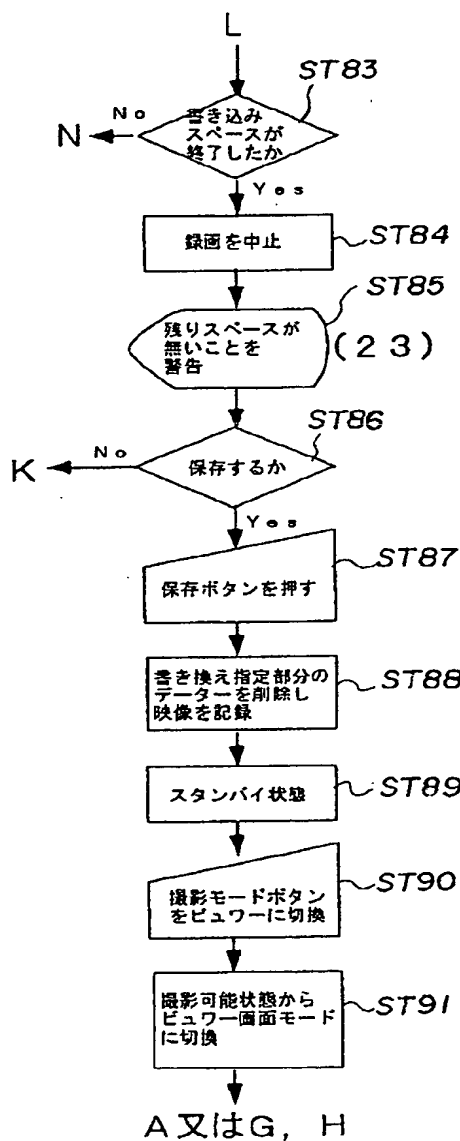 L
ST83
書き込み
スペースが
終了したか
No
N
Yes
録画を中止
ST84
ST85
残りスペースが
無いことを
警告
(23)
ST86
保存するか
No
K
Yes
ST87
保存ボタンを押す
書き換え指定部分の
データーを削除し
映像を記録
ST88
スタンバイ状態
ST89
撮影モードボタン
をビュワーに切換
ST90
撮影可能状態から
ビュワー画面モード
に切換
ST91
A又はG，H